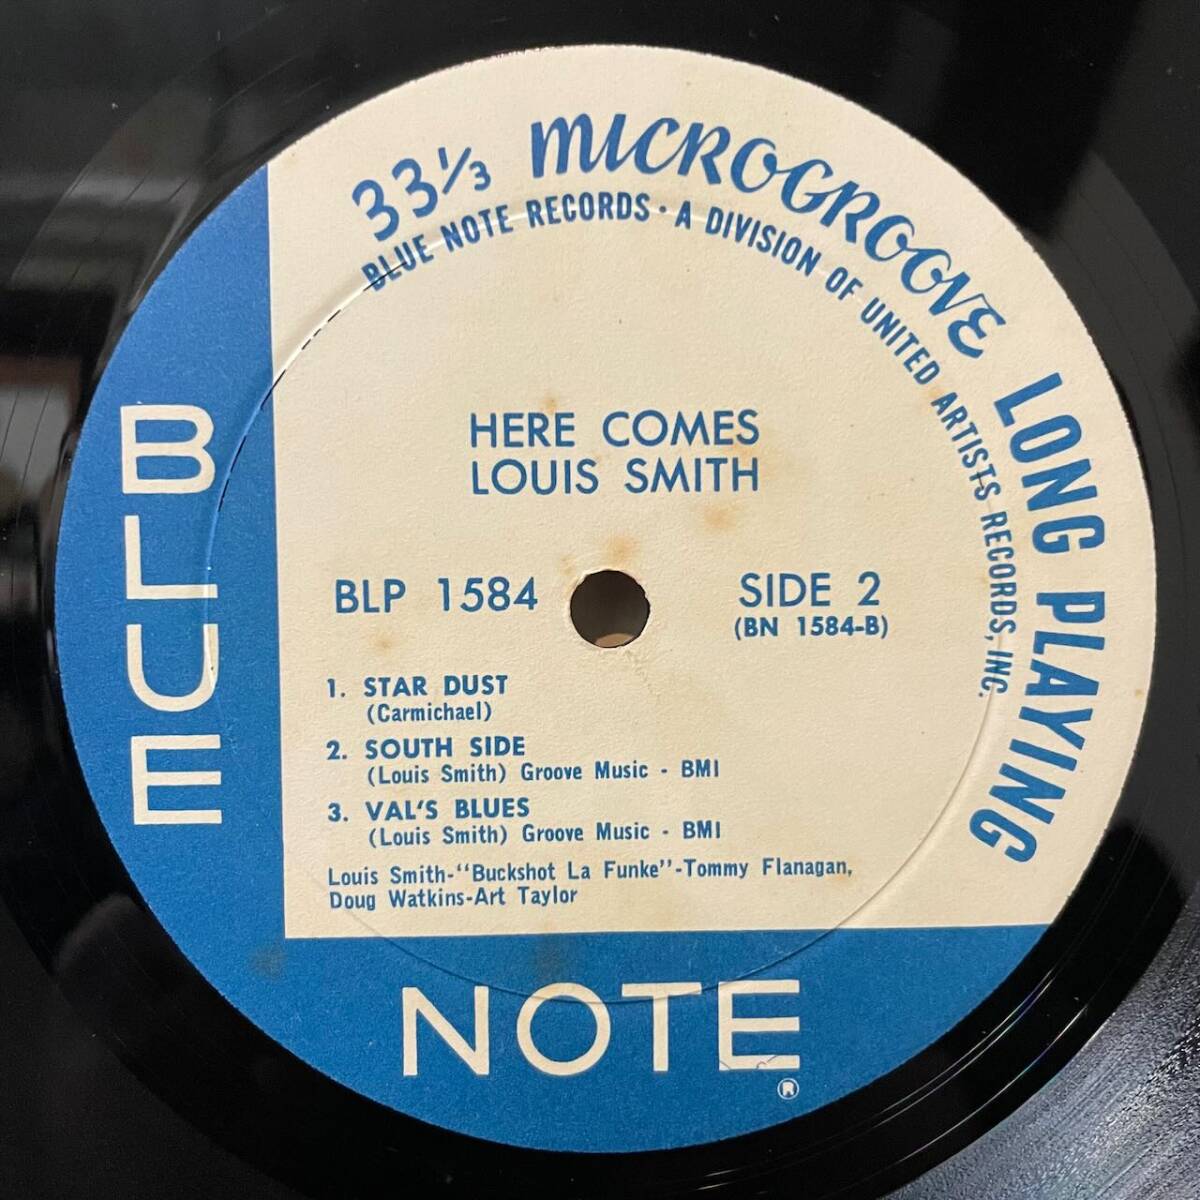 33⅓ MICROGROOVE LONG PLAYING
BLUE NOTE RECORDS · A DIVISION OF UNITED ARTISTS RECORDS, INC.
HERE COMES
LOUIS SMITH
BLP 1584
SIDE 2
(BN 1584-B)
1. STAR DUST
(Carmichael)
2. SOUTH SIDE
(Louis Smith) Groove Music - BMI
3. VAL'S BLUES
(Louis Smith) Groove Music - BMI
Louis Smith-"Buckshot La Funke"-Tommy Flanagan,
Doug Watkins-Art Taylor
BLUE
NOTE®